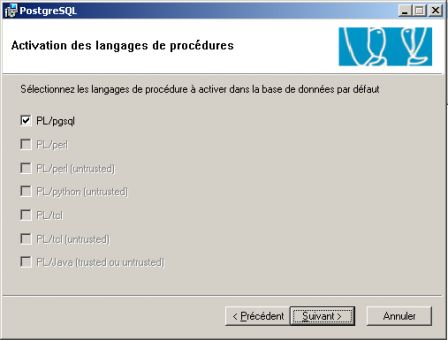 PostgreSQL
Activation des langages de procédures
Sélectionnez les langages de procédure à activer dans la base de données par défaut
PL/pgsql
PL/perl
PL/perl (untrusted)
PL/python (untrusted)
PL/tcl
PL/tcl (untrusted)
PL/Java (trusted ou untrusted)
< Précédent Suivant > Annuler